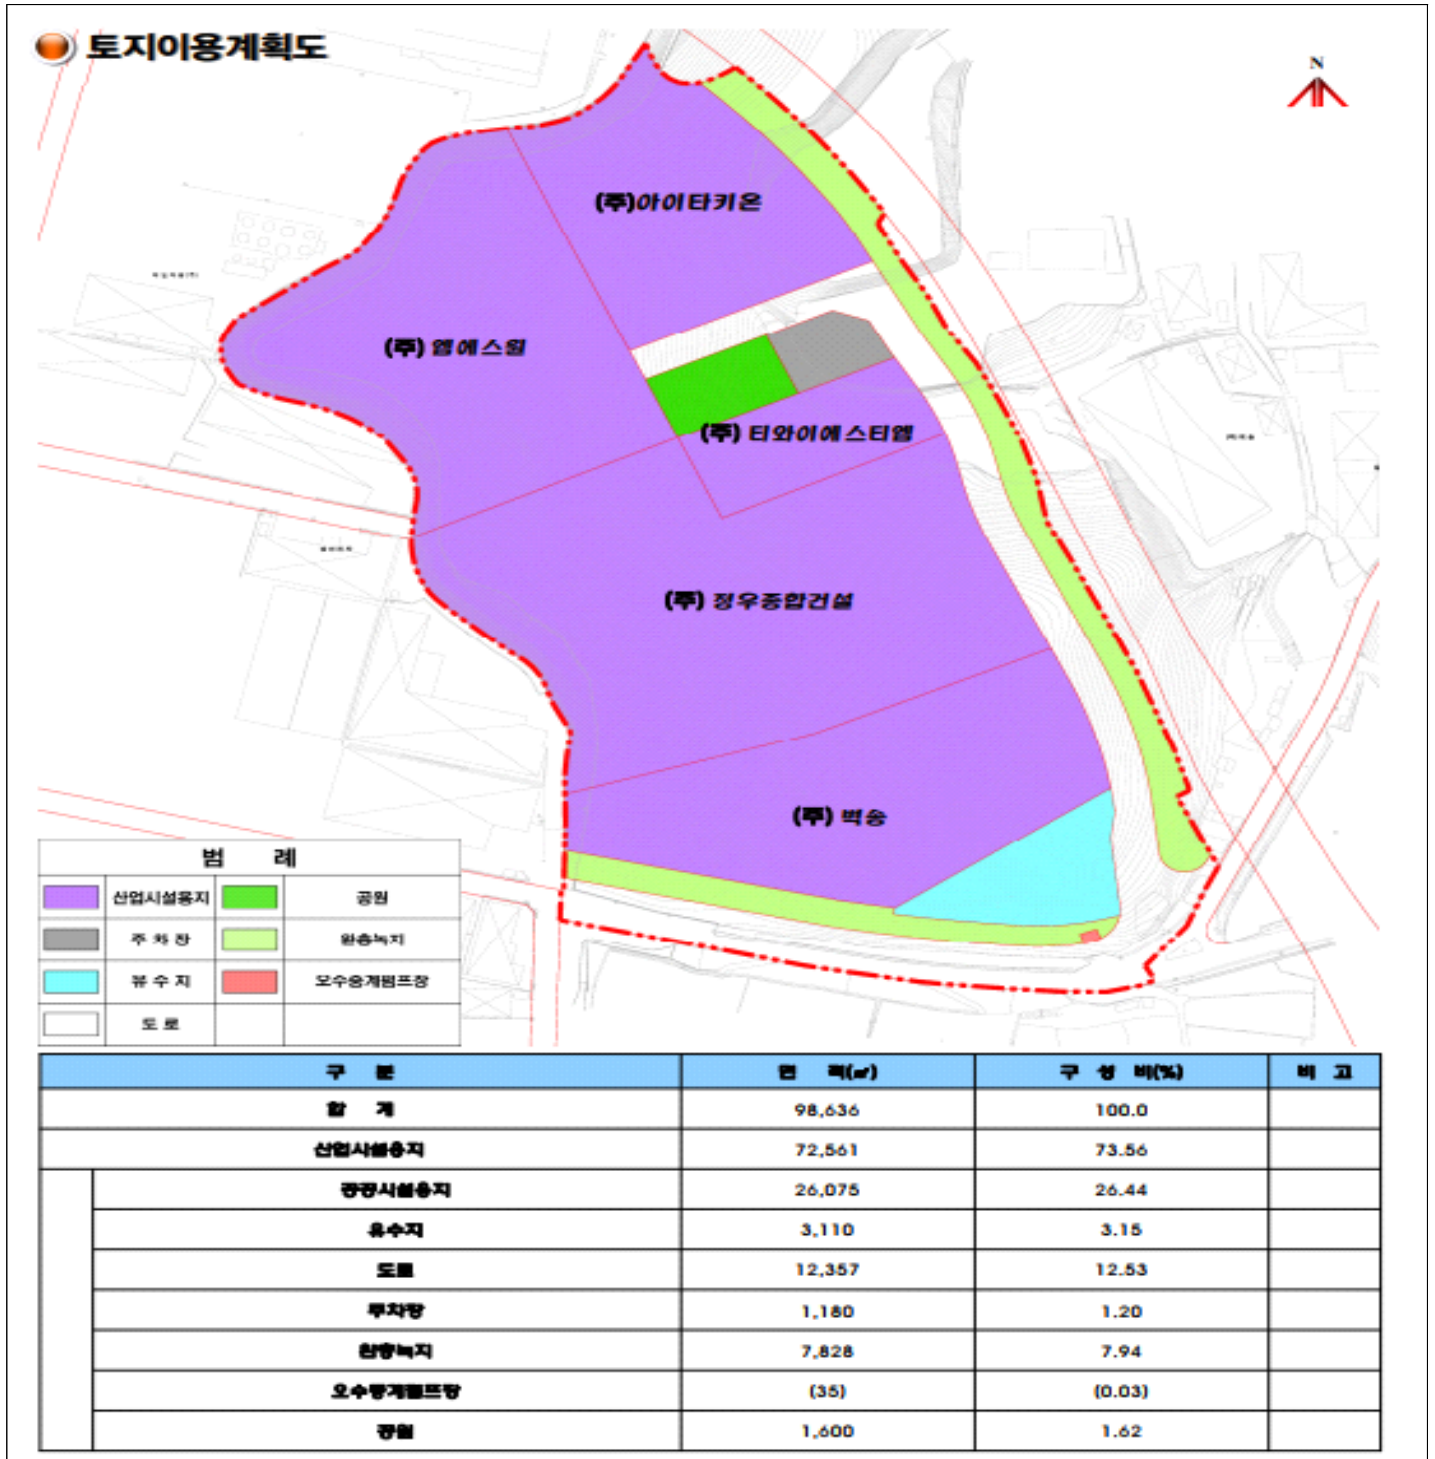 토지이용계획도
N
(주)아이타키온
(주) 엠에스원
(주) 티와이에스티엠
(주) 정우종합건설
(주) 벽송
범 례
산업시설용지 공원
주 차 장 완충녹지
유 수 지 오수중계펌프장
도 로
구 분 면 적(㎡) 구 성 비(%) 비 고
합 계 98,636 100.0
산업시설용지 72,561 73.56
공공시설용지 26,075 26.44
유수지 3,110 3.15
도로 12,357 12.53
주차장 1,180 1.20
완충녹지 7,828 7.94
오수중계펌프장 (35) (0.03)
공원 1,600 1.62